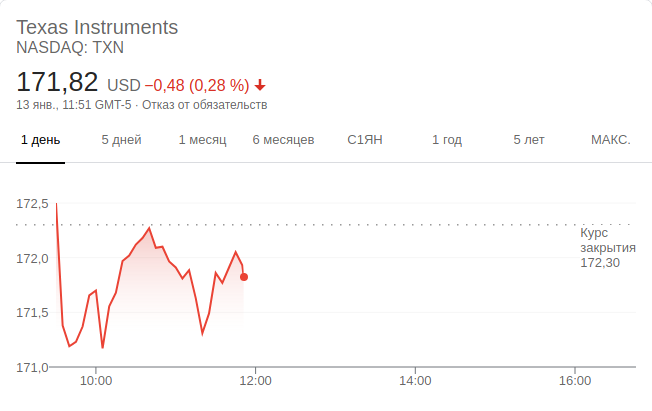 Texas Instruments
NASDAQ: TXN
171,82 USD −0,48 (0,28 %)
13 янв., 11:51 GMT-5 · Отказ от обязательств
1 день 5 дней 1 месяц 6 месяцев С1ЯН 1 год 5 лет МАКС.
172,5
Курс
закрытия
172,0
172,30
171,5
171,0
10:00 12:00 14:00 16:00